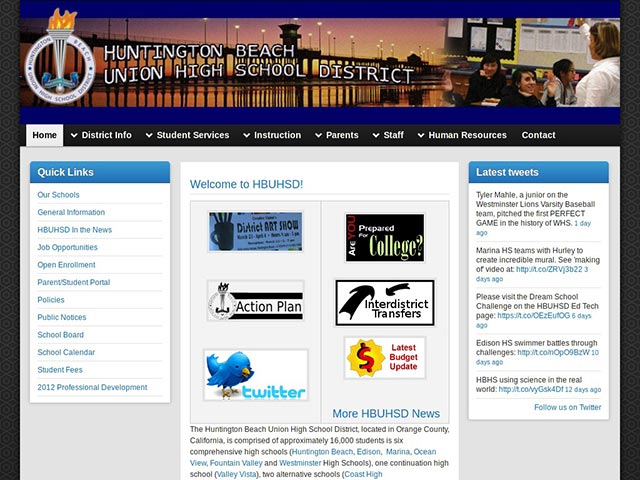 HUNTINGTON BEACH
UNION HIGH SCHOOL DISTRICT
Home District Info Student Services Instruction Parents Staff Human Resources Contact
Quick Links
Our Schools
General Information
HBUHSD In the News
Job Opportunities
Open Enrollment
Parent/Student Portal
Policies
Public Notices
School Board
School Calendar
Student Fees
2012 Professional Development
Welcome to HBUHSD!
District ART SHOW
Are YOU
Prepared
For
College?
Action Plan
Interdistrict
Transfers
twitter
Latest
Budget
Update
More HBUHSD News
The Huntington Beach Union High School District, located in Orange County,
California, is comprised of approximately 16,000 students is six
comprehensive high schools (Huntington Beach, Edison, Marina, Ocean
View, Fountain Valley and Westminster High Schools), one continuation
high school (Valley Vista), two alternative schools (Coast High
Latest tweets
Tyler Mahle, a junior on the
Westminster Lions Varsity Baseball
team, pitched the first PERFECT
GAME in the history of WHS. 1 day
ago
Marina HS teams with Hurley to
create incredible mural. See 'making
of' video at: http://t.co/ZRVj3b22 3
days ago
Please visit the Dream School
Challenge on the HBUHSD Ed Tech
page: https://t.co/OEzEufOG 6 days
ago
Edison HS swimmer battles through
challenges: http://t.co/mOpO9BzW 10
days ago
HBHS using science in the real
world: http://t.co/vyGsk4Df 12 days ago
Follow us on Twitter